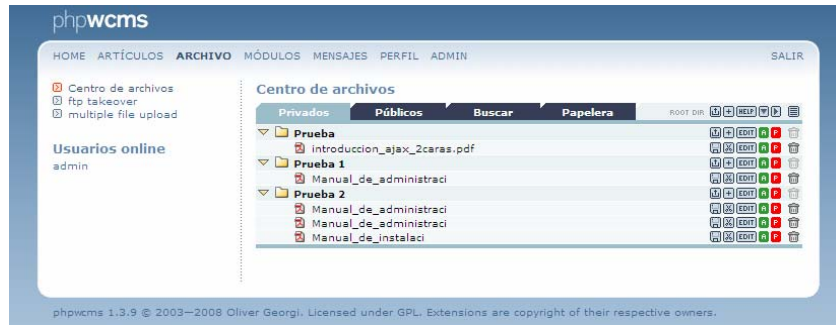 phpwcms
HOME ARTÍCULOS ARCHIVO MÓDULOS MENSAJES PERFIL ADMIN SALIR
Centro de archivos
ftp takeover
multiple file upload
Usuarios online
admin
Centro de archivos
Privados Públicos Buscar Papelera ROOT DIR HELP
Prueba EDIT A P
introduccion_ajax_2caras.pdf EDIT A P
Prueba 1 EDIT A P
Manual_de_administraci EDIT A P
Prueba 2 EDIT A P
Manual_de_administraci EDIT A P
Manual_de_administraci EDIT A P
Manual_de_instalaci EDIT A P
phpwcms 1.3.9 © 2003—2008 Oliver Georgi. Licensed under GPL. Extensions are copyright of their respective owners.